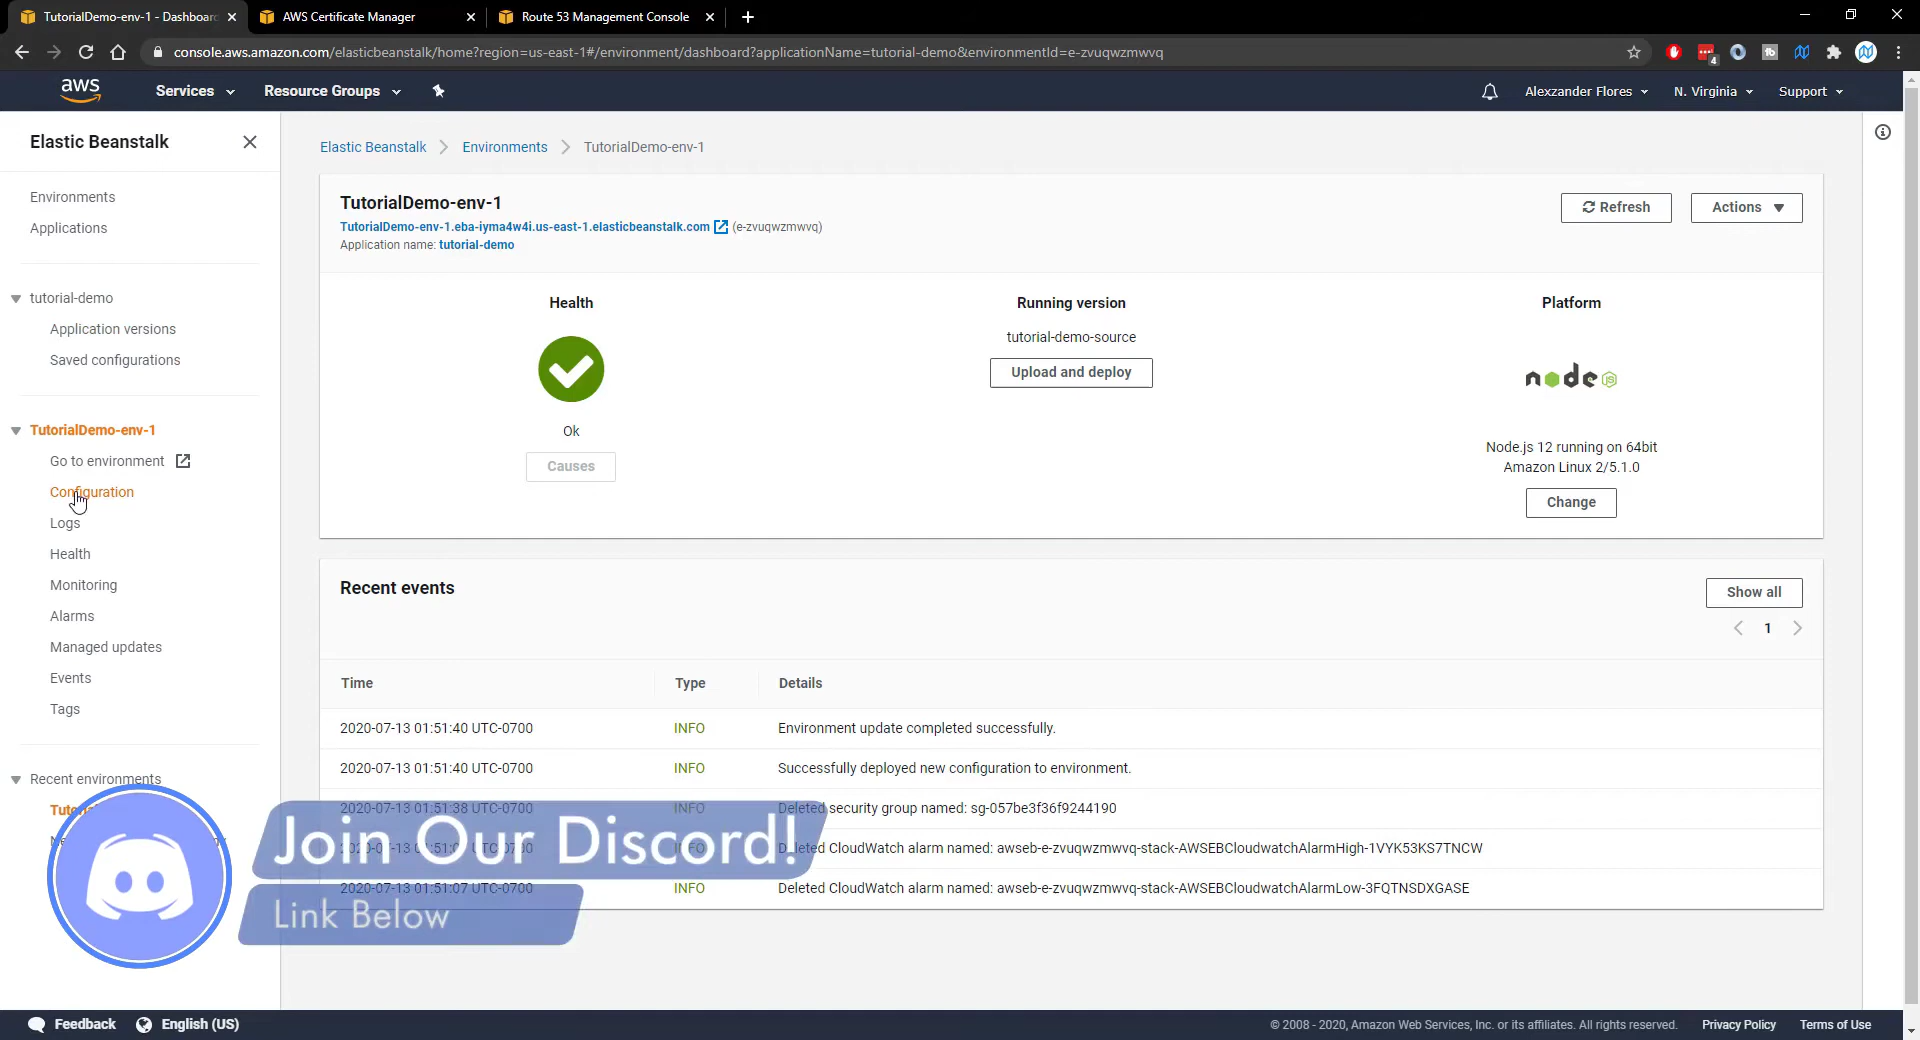 TutorialDemo-env-1 - Dashboard
AWS Certificate Manager
Route 53 Management Console
console.aws.amazon.com/elasticbeanstalk/home?region=us-east-1#/environment/dashboard?applicationName=tutorial-demo&environmentId=e-zvuqwzmwvq
4
aws
Services
Resource Groups
Alexzander Flores
N. Virginia
Support
Elastic Beanstalk
Environments
Applications
tutorial-demo
Application versions
Saved configurations
TutorialDemo-env-1
Go to environment
Configuration
Logs
Health
Monitoring
Alarms
Managed updates
Events
Tags
Recent environments
Elastic Beanstalk
Environments
TutorialDemo-env-1
TutorialDemo-env-1
TutorialDemo-env-1.eba-iyma4w4i.us-east-1.elasticbeanstalk.com (e-zvuqwzmwvq)
Application name: tutorial-demo
Refresh
Actions
Health
Ok
Causes
Running version
tutorial-demo-source
Upload and deploy
Platform
node JS
Node.js 12 running on 64bit
Amazon Linux 2/5.1.0
Change
Recent events
Show all
1
Time Type Details
2020-07-13 01:51:40 UTC-0700 INFO Environment update completed successfully.
2020-07-13 01:51:40 UTC-0700 INFO Successfully deployed new configuration to environment.
2020-07-13 01:51:38 UTC-0700 INFO Deleted security group named: sg-057be3f36f9244190
INFO Deleted CloudWatch alarm named: awseb-e-zvuqwzmwvq-stack-AWSEBCloudwatchAlarmHigh-1VYK53KS7TNCW
2020-07-13 01:51:07 UTC-0700 INFO Deleted CloudWatch alarm named: awseb-e-zvuqwzmwvq-stack-AWSEBCloudwatchAlarmLow-3FQTNSDXGASE
Join Our Discord!
Link Below
Feedback
English (US)
© 2008 - 2020, Amazon Web Services, Inc. or its affiliates. All rights reserved.
Privacy Policy
Terms of Use